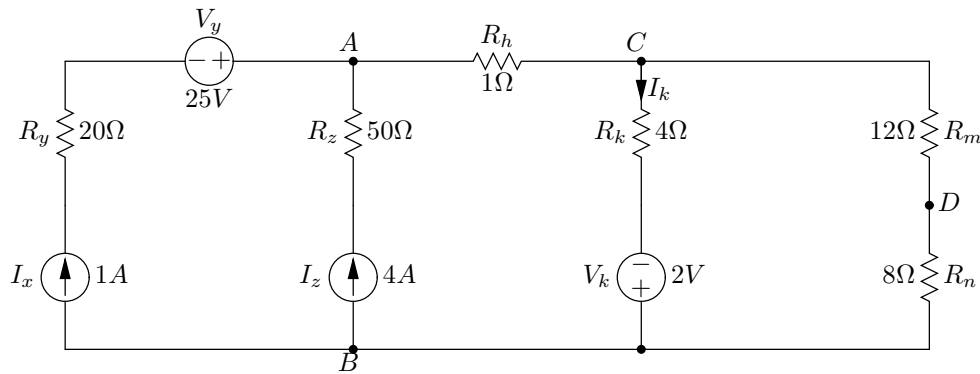 V_y
− +
25V
A
R_h
1Ω
C
I_k
R_y 20Ω
R_z 50Ω
R_k 4Ω
12Ω R_m
D
I_x 1A
I_z 4A
V_k − + 2V
8Ω R_n
B